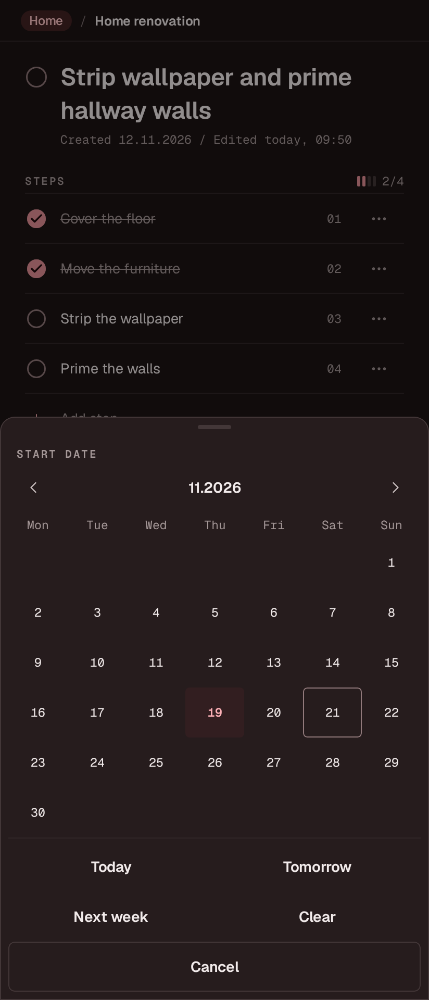 Home / Home renovation
Strip wallpaper and prime
hallway walls
Created 12.11.2026 / Edited today, 09:50
STEPS 2/4
Cover the floor 01
Move the furniture 02
Strip the wallpaper 03
Prime the walls 04
Add step
START DATE
11.2026
Mon Tue Wed Thu Fri Sat Sun
1
2 3 4 5 6 7 8
9 10 11 12 13 14 15
16 17 18 19 20 21 22
23 24 25 26 27 28 29
30
Today Tomorrow
Next week Clear
Cancel